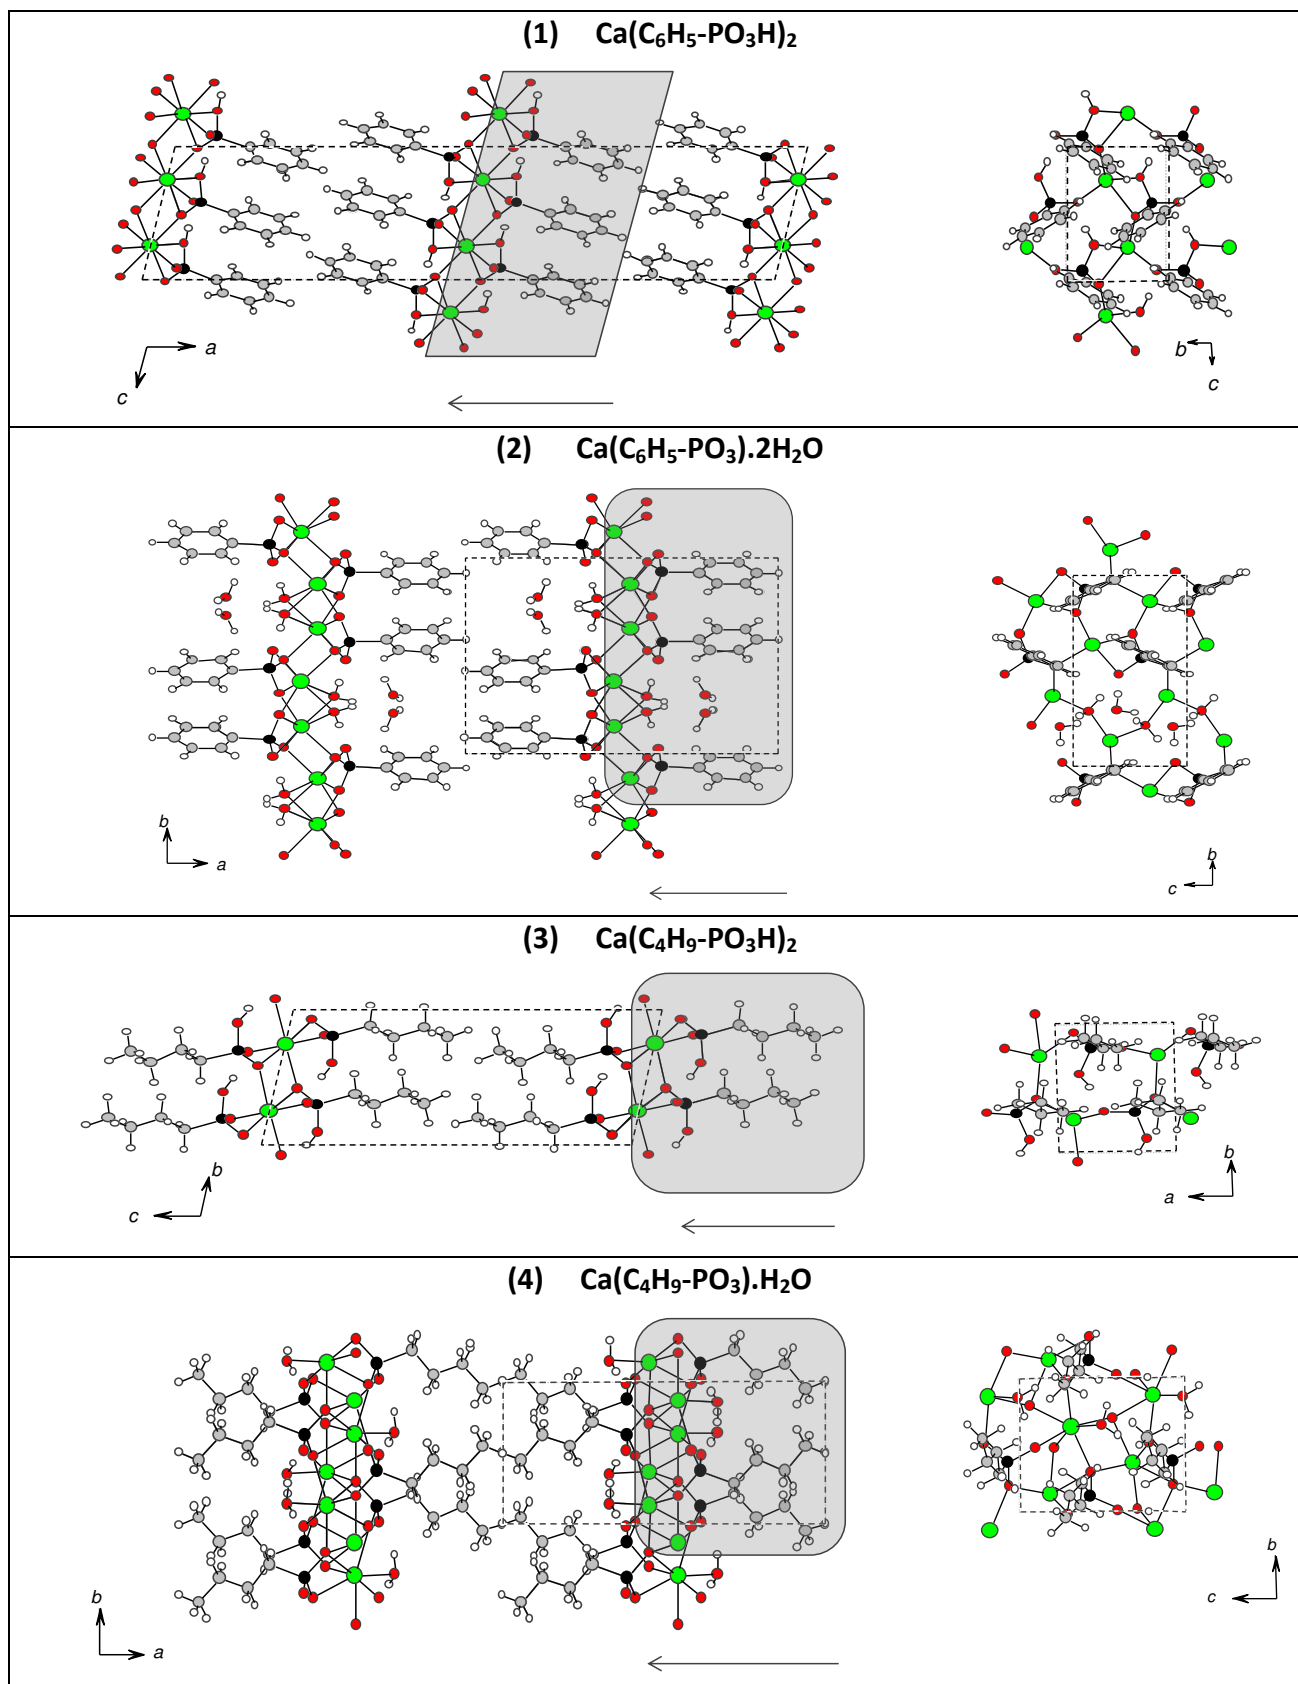 (1) Ca(C₆H₅-PO₃H)₂
a
c
b
c
(2) Ca(C₆H₅-PO₃).2H₂O
b
a
b
c
(3) Ca(C₄H₉-PO₃H)₂
b
c
b
a
(4) Ca(C₄H₉-PO₃).H₂O
b
a
b
c